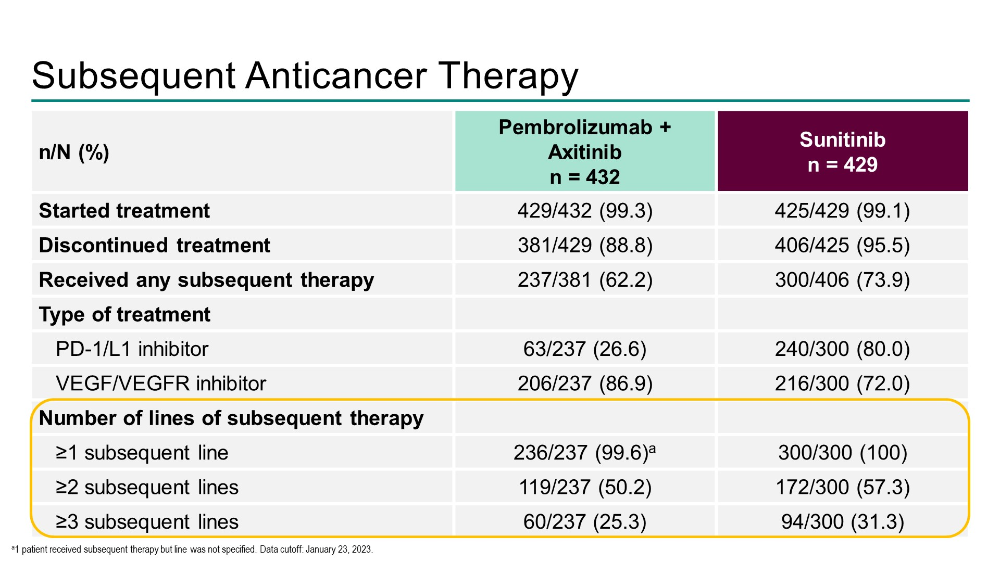 Subsequent Anticancer Therapy
n/N (%)
Pembrolizumab +
Axitinib
n = 432
Sunitinib
n = 429
Started treatment
429/432 (99.3)
425/429 (99.1)
Discontinued treatment
381/429 (88.8)
406/425 (95.5)
Received any subsequent therapy
237/381 (62.2)
300/406 (73.9)
Type of treatment
PD-1/L1 inhibitor
63/237 (26.6)
240/300 (80.0)
VEGF/VEGFR inhibitor
206/237 (86.9)
216/300 (72.0)
Number of lines of subsequent therapy
≥1 subsequent line
236/237 (99.6)ᵃ
300/300 (100)
≥2 subsequent lines
119/237 (50.2)
172/300 (57.3)
≥3 subsequent lines
60/237 (25.3)
94/300 (31.3)
ᵃ1 patient received subsequent therapy but line was not specified. Data cutoff: January 23, 2023.